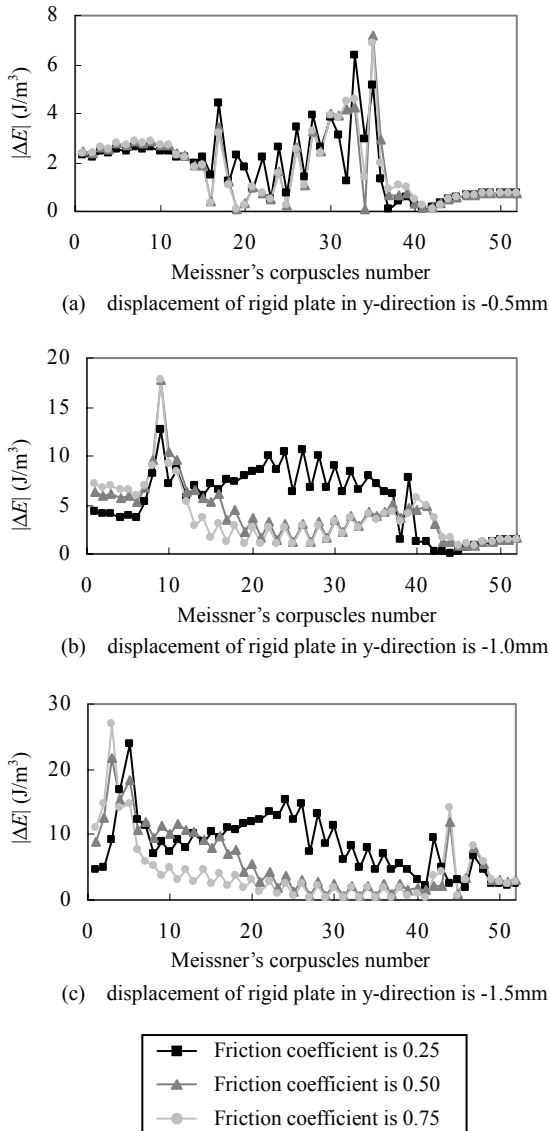 8
6
4
2
0
|ΔE| (J/m³)
0 10 20 30 40 50
Meissner's corpuscles number
(a) displacement of rigid plate in y-direction is -0.5mm
20
15
10
5
0
|ΔE| (J/m³)
0 10 20 30 40 50
Meissner's corpuscles number
(b) displacement of rigid plate in y-direction is -1.0mm
30
20
10
0
|ΔE| (J/m³)
0 10 20 30 40 50
Meissner's corpuscles number
(c) displacement of rigid plate in y-direction is -1.5mm
Friction coefficient is 0.25
Friction coefficient is 0.50
Friction coefficient is 0.75